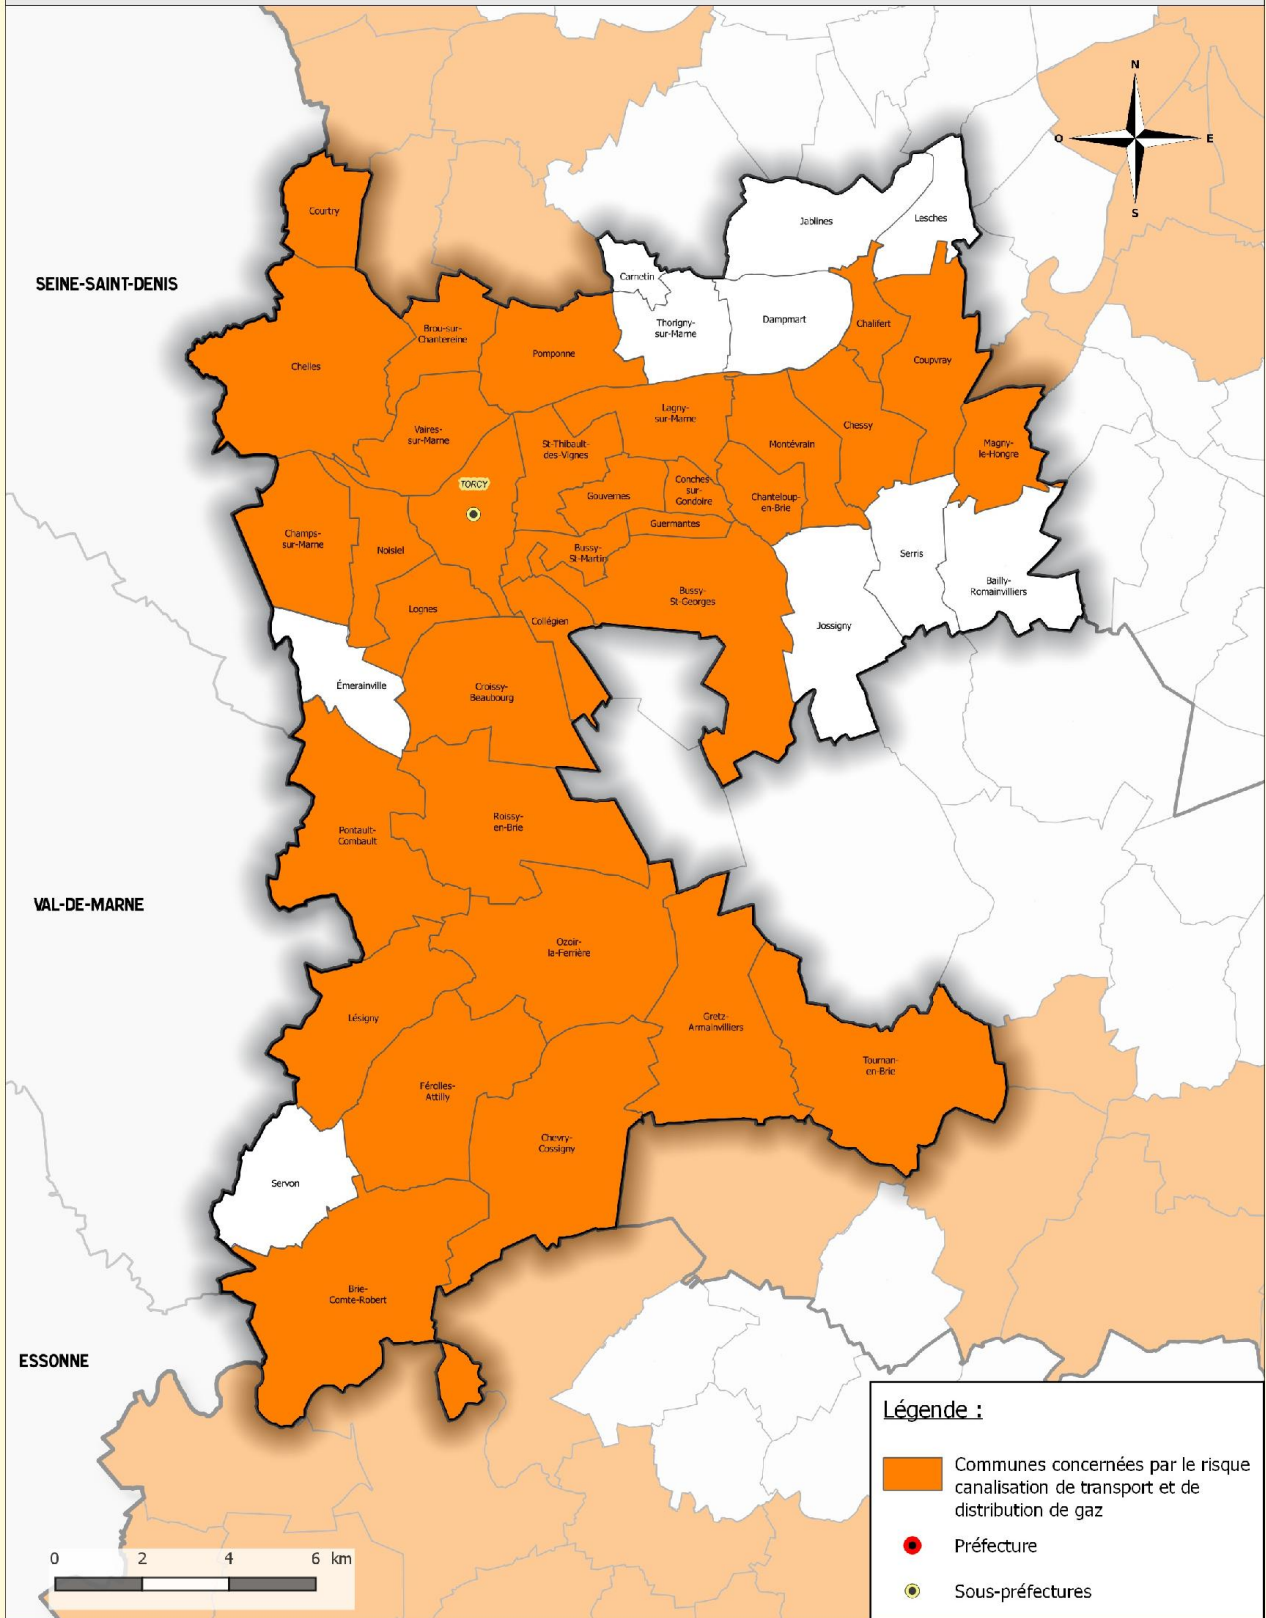 N
O
E
S
Courtry
Jablines
Lesches
SEINE-SAINT-DENIS
Carnetin
Brou-sur-
Chantereine
Thorigny-
sur-Marne
Dampmart
Chalifert
Pomponne
Coupvray
Chelles
Lagny-
sur-Marne
Vaires-
sur-Marne
St-Thibault-
des-Vignes
Montévrain
Chessy
Magny-
le-Hongre
TORCY
Conches-
sur-
Gondoire
Gouvernes
Chanteloup-
en-Brie
Guermantes
Champs-
sur-Marne
Noisiel
Bussy-
St-Martin
Serris
Bailly-
Romainvilliers
Bussy-
St-Georges
Lognes
Collégien
Jossigny
Émerainville
Croissy-
Beaubourg
Roissy-
en-Brie
Pontault-
Combault
VAL-DE-MARNE
Ozoir-
la-Ferrière
Lésigny
Gretz-
Armainvilliers
Tournan-
en-Brie
Férolles-
Attilly
Chevry-
Cossigny
Servon
Brie-
Comte-Robert
ESSONNE
Légende :
Communes concernées par le risque
canalisation de transport et de
distribution de gaz
Préfecture
Sous-préfectures
0 2 4 6 km